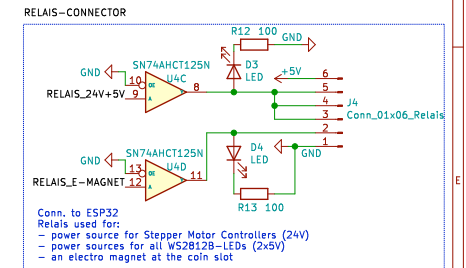 RELAIS-CONNECTOR
R12 100
GND
SN74AHCT125N
U4C
D3
LED
GND
10
OE
8
+5V
6
5
RELAIS_24V+5V
9
A
4
J4
Conn_01x06_Relais
3
2
SN74AHCT125N
U4D
D4
LED
GND
1
GND
13
OE
11
RELAIS_E-MAGNET
12
A
R13 100
E
Conn. to ESP32
Relais used for:
- power source for Stepper Motor Controllers (24V)
- power sources for all WS2812B-LEDs (2x5V)
- an electro magnet at the coin slot